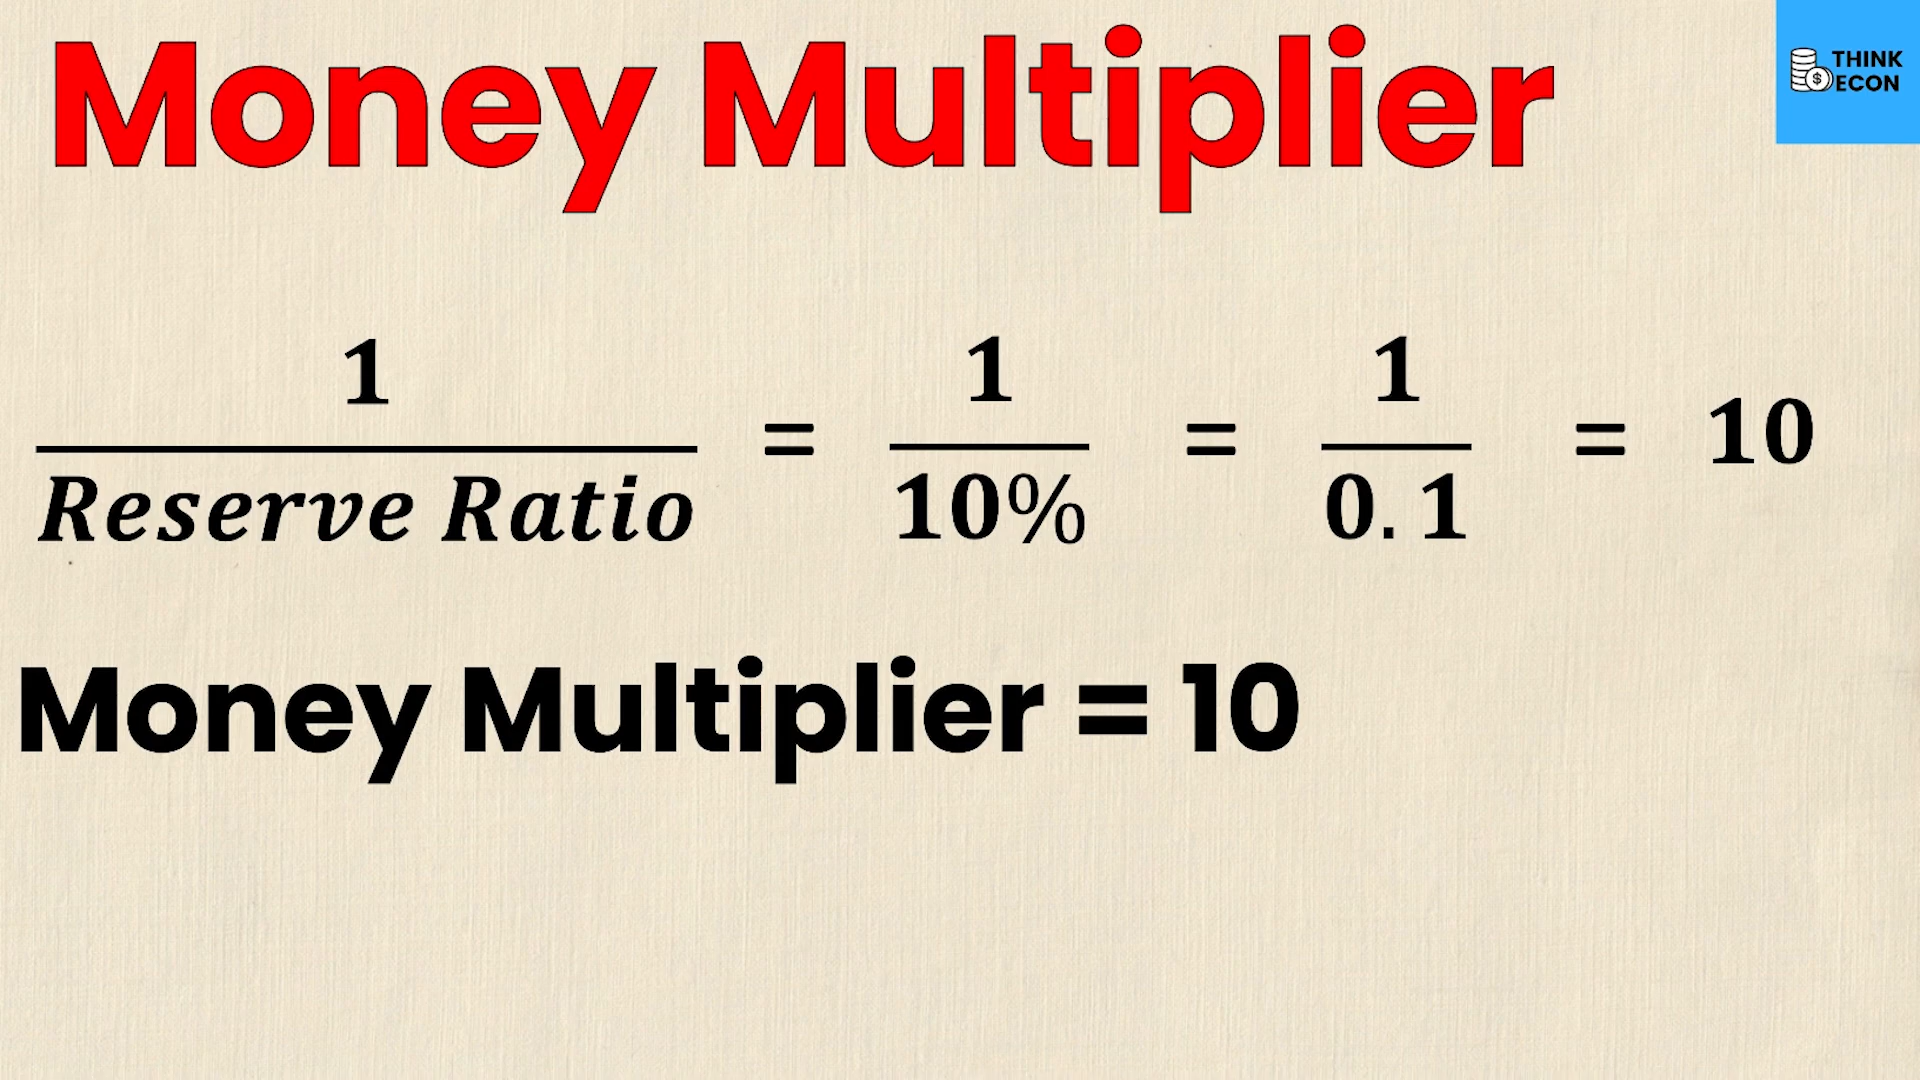 Money Multiplier
THINK
ECON
1 / Reserve Ratio = 1 / 10% = 1 / 0.1 = 10
Money Multiplier = 10